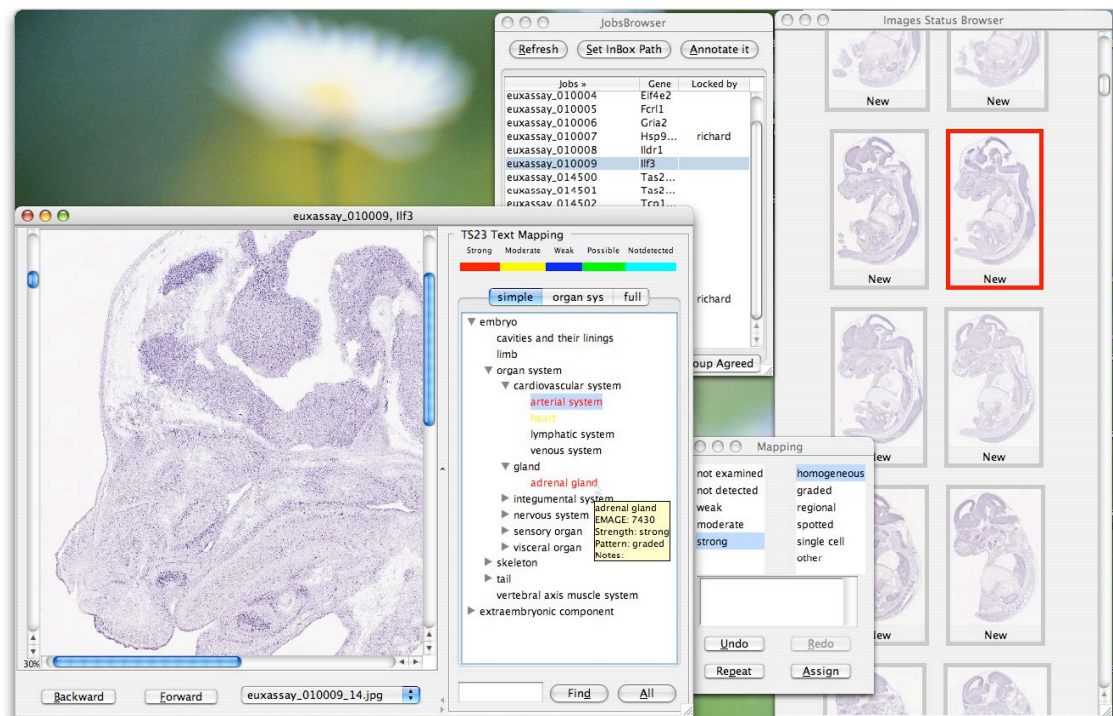 JobsBrowser
Refresh Set InBox Path Annotate it
Jobs » Gene Locked by
euxassay_010004 Eif4e2
euxassay_010005 Fcrl1
euxassay_010006 Gria2
euxassay_010007 Hsp9... richard
euxassay_010008 Ildr1
euxassay_010009 Ilf3
euxassay_014500 Tas2...
euxassay_014501 Tas2...
euxassay_014502 Tcp1...
richard
oup Agreed
Images Status Browser
New New
New New
New New
New New
New New
euxassay_010009, Ilf3
TS23 Text Mapping
Strong Moderate Weak Possible Notdetected
simple organ sys full
embryo
cavities and their linings
limb
organ system
cardiovascular system
arterial system
heart
lymphatic system
venous system
gland
adrenal gland
integumental system
nervous system
sensory organ
visceral organ
skeleton
tail
vertebral axis muscle system
extraembryonic component
adrenal gland
EMAGE: 7430
Strength: strong
Pattern: graded
Notes:
30%
Backward Forward euxassay_010009_14.jpg
Find All
Mapping
not examined homogeneous
not detected graded
weak regional
moderate spotted
strong single cell
other
Undo Redo
Repeat Assign